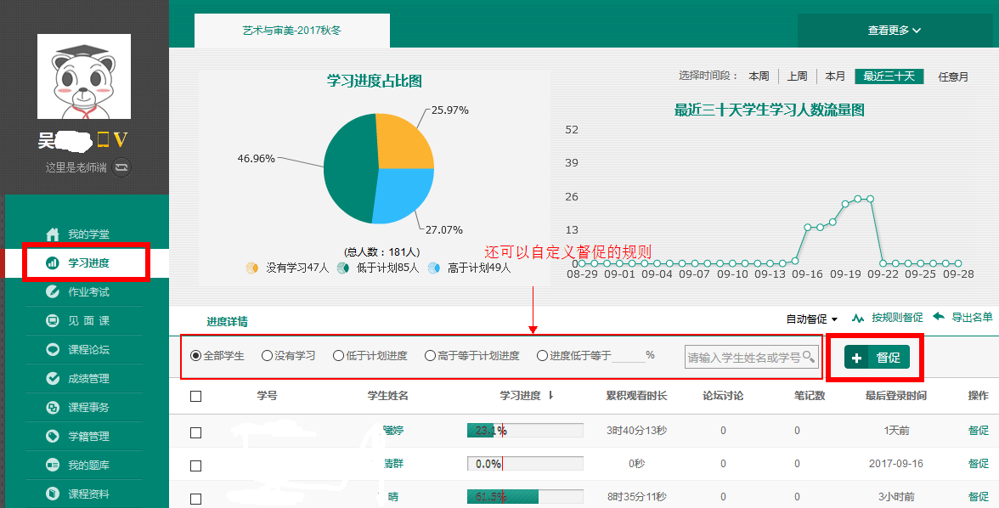 艺术与审美-2017秋冬
查看更多
吴
V
这里是老师端
我的学堂
学习进度
作业考试
见面课
课程论坛
成绩管理
课程事务
学籍管理
我的题库
课程资料
学习进度占比图
25.97%
46.96%
27.07%
(总人数：181人)
没有学习47人 低于计划85人 高于计划49人
选择时间段： 本周 上周 本月 最近三十天 任意月
最近三十天学生学习人数流量图
52
39
26
13
0
08-29 09-01 09-04 09-07 09-10 09-13 09-16 09-19 09-22 09-25 09-28
还可以自定义督促的规则
进度详情
自动督促 按规则督促 导出名单
全部学生 没有学习 低于计划进度 高于等于计划进度 进度低于等于 % 请输入学生姓名或学号 督促
学号 学生姓名 学习进度 累积观看时长 论坛讨论 笔记数 最后登录时间 操作
婷 23.1% 3时40分13秒 0 0 1天前 督促
群 0.0% 0秒 0 0 2017-09-16 督促
晴 61.5% 8时35分11秒 0 0 3小时前 督促